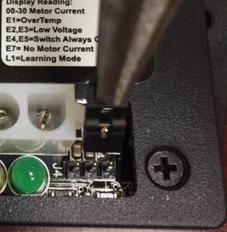 Display Reading:
00-30 Motor Current
E1=OverTemp
E2,E3=Low Voltage
E4,E5=Switch Always
E7= No Motor Current
L1=Learning Mode